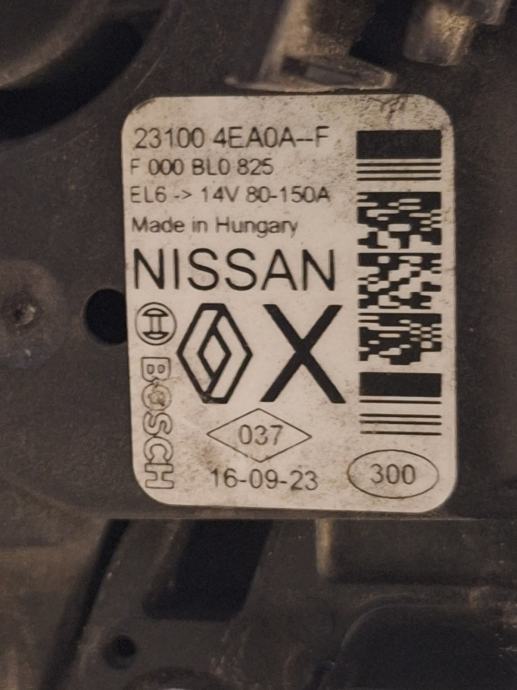 23100 4EA0A--F
F 000 BL0 825
EL6 -> 14V 80-150A
Made in Hungary
NISSAN
X
BOSCH
037
16-09-23
300